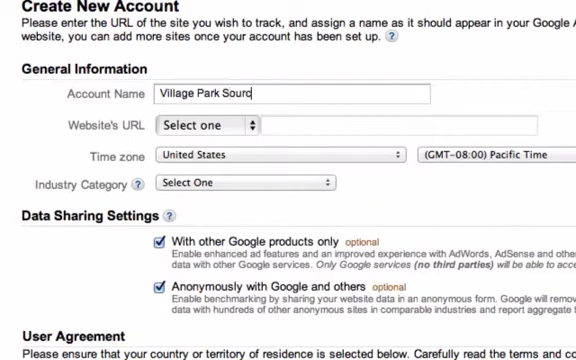 Create New Account
Please enter the URL of the site you wish to track, and assign a name as it should appear in your Google
website, you can add more sites once your account has been set up. ?
General Information
Account Name Village Park Sourc
Website's URL Select one
Time zone United States (GMT-08:00) Pacific Time
Industry Category ? Select One
Data Sharing Settings ?
With other Google products only optional
Enable enhanced ad features and an improved experience with AdWords, AdSense and
data with other Google services. Only Google services (no third parties) will be able to
Anonymously with Google and others optional
Enable benchmarking by sharing your website data in an anonymous form. Google will
data with hundreds of other anonymous sites in comparable industries and report aggregate
User Agreement
Please ensure that your country or territory of residence is selected below. Carefully read the terms and